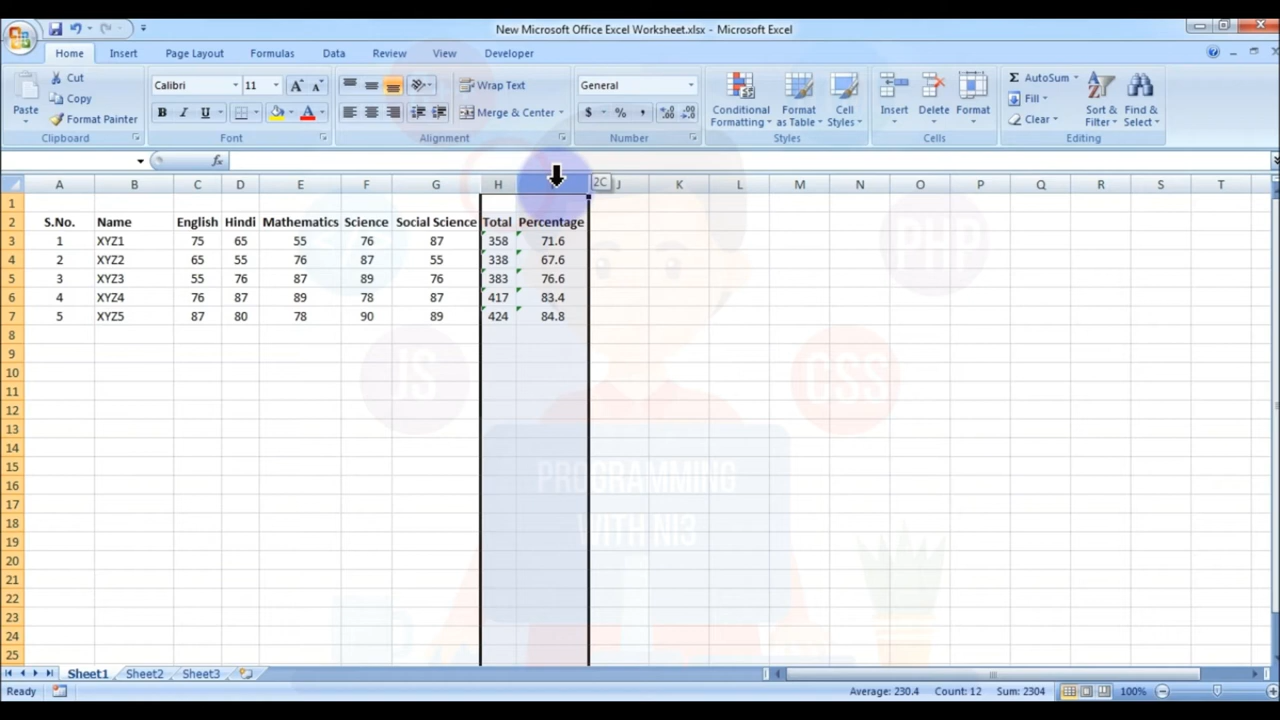 New Microsoft Office Excel Worksheet.xlsx - Microsoft Excel
Home Insert Page Layout Formulas Data Review View Developer
Paste Cut Copy Format Painter Clipboard
Calibri 11 A A B I U A Font
Wrap Text Merge & Center Alignment
General $ % , .0 .00 .00 .0 Number
Conditional Formatting Format as Table Cell Styles Styles
Insert Delete Format Cells
Σ AutoSum Fill Clear Sort & Filter Find & Select Editing
fx
A B C D E F G H 2C J K L M N O P Q R S T
1
2 S.No. Name English Hindi Mathematics Science Social Science Total Percentage
3 1 XYZ1 75 65 55 76 87 358 71.6
4 2 XYZ2 65 55 76 87 55 338 67.6
5 3 XYZ3 55 76 87 89 76 383 76.6
6 4 XYZ4 76 87 89 78 87 417 83.4
7 5 XYZ5 87 80 78 90 89 424 84.8
8
9
10
11
12
13
14
15
16
17
18
19
20
21
22
23
24
25
PHP
JS
CSS
PROGRAMMING
WITH NI3
Sheet1 Sheet2 Sheet3
Ready Average: 230.4 Count: 12 Sum: 2304 100%